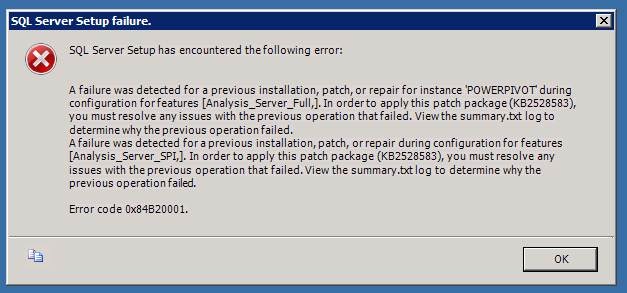 SQL Server Setup failure.
SQL Server Setup has encountered the following error:
A failure was detected for a previous installation, patch, or repair for instance 'POWERPIVOT' during
configuration for features [Analysis_Server_Full,]. In order to apply this patch package (KB2528583),
you must resolve any issues with the previous operation that failed. View the summary.txt log to
determine why the previous operation failed.
A failure was detected for a previous installation, patch, or repair during configuration for features
[Analysis_Server_SPI,]. In order to apply this patch package (KB2528583), you must resolve any
issues with the previous operation that failed. View the summary.txt log to determine why the
previous operation failed.
Error code 0x84B20001.
OK